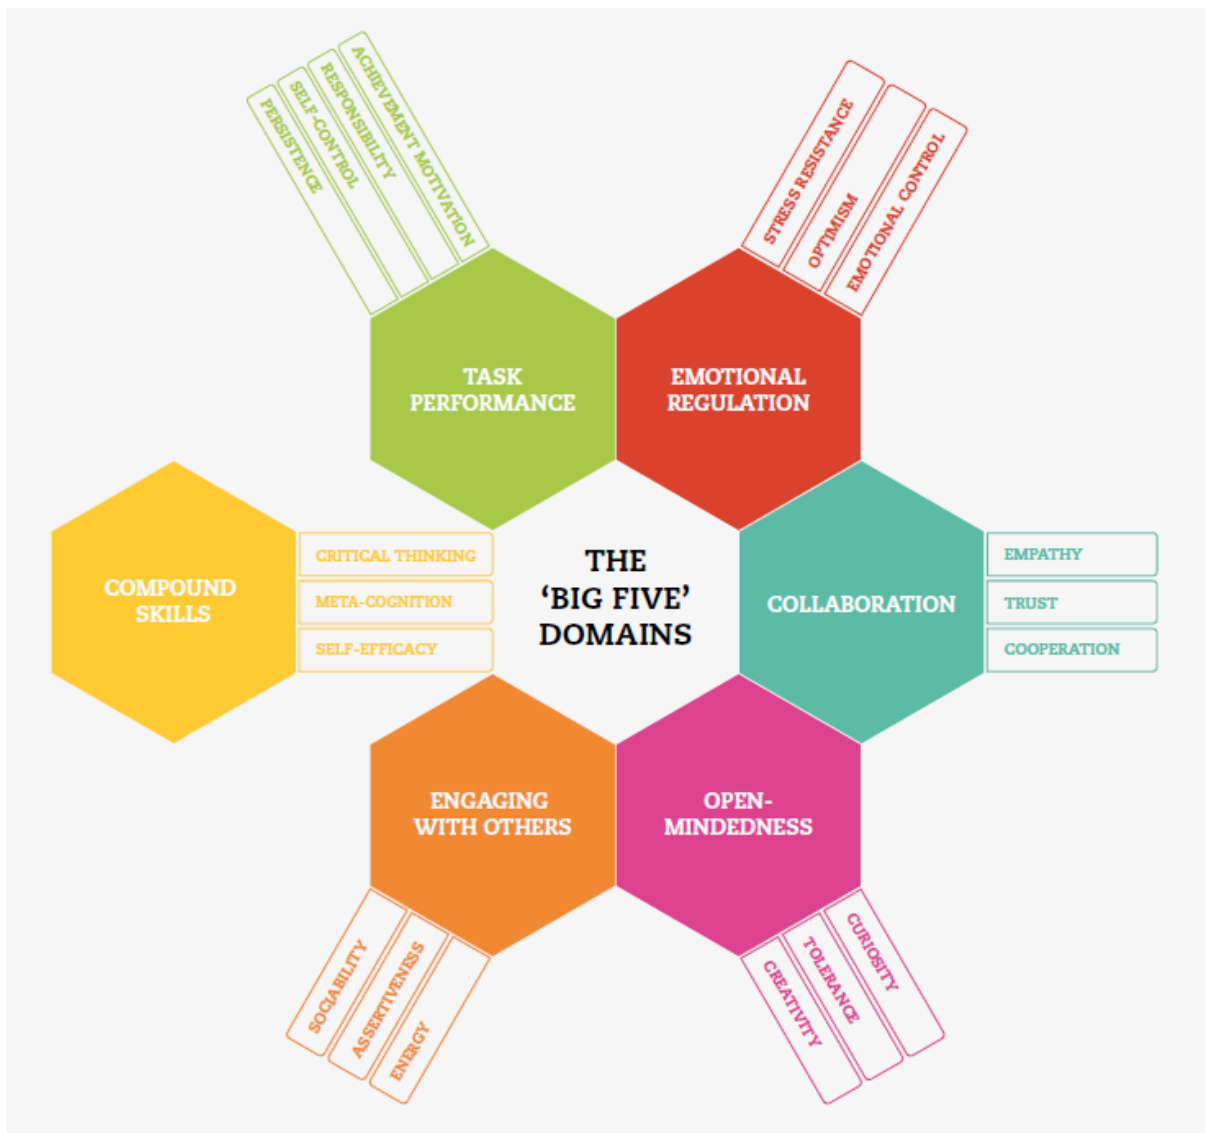 PERSISTENCE
SELF-CONTROL
RESPONSIBILITY
ACHIEVEMENT MOTIVATION
STRESS RESISTANCE
OPTIMISM
EMOTIONAL CONTROL
TASK
PERFORMANCE
EMOTIONAL
REGULATION
COMPOUND
SKILLS
CRITICAL THINKING
META-COGNITION
SELF-EFFICACY
THE
‘BIG FIVE’
DOMAINS
COLLABORATION
EMPATHY
TRUST
COOPERATION
ENGAGING
WITH OTHERS
OPEN-
MINDEDNESS
SOCIABILITY
ASSERTIVENESS
ENERGY
CREATIVITY
TOLERANCE
CURIOSITY